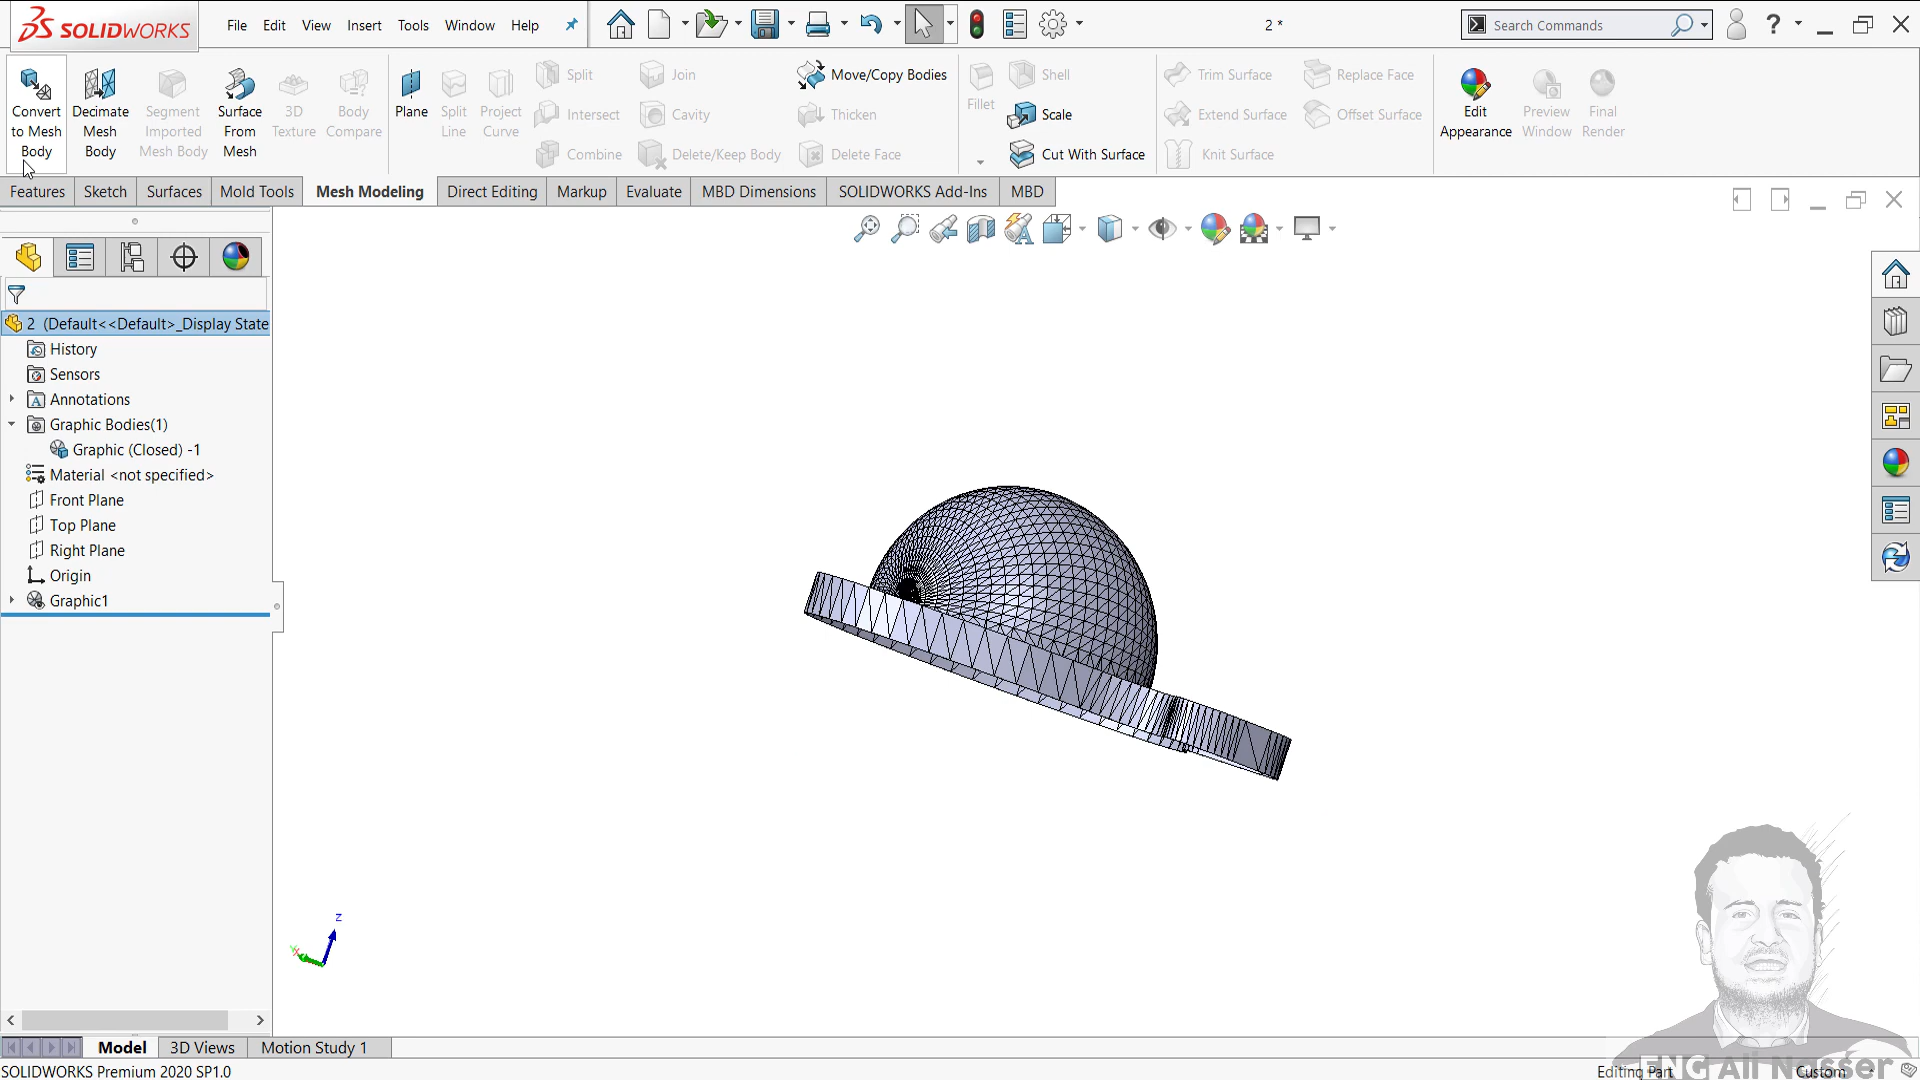 SOLIDWORKS
File Edit View Insert Tools Window Help
2 *
Search Commands
Convert to Mesh Body
Decimate Mesh Body
Segment Imported Mesh Body
Surface From Mesh
3D Texture
Body Compare
Plane
Split Line
Project Curve
Split
Intersect
Combine
Join
Cavity
Delete/Keep Body
Move/Copy Bodies
Thicken
Delete Face
Fillet
Shell
Scale
Cut With Surface
Trim Surface
Extend Surface
Knit Surface
Replace Face
Offset Surface
Edit Appearance
Preview Window
Final Render
Features Sketch Surfaces Mold Tools Mesh Modeling Direct Editing Markup Evaluate MBD Dimensions SOLIDWORKS Add-Ins MBD
2 (Default<<Default>_Display State
History
Sensors
Annotations
Graphic Bodies(1)
Graphic (Closed) -1
Material <not specified>
Front Plane
Top Plane
Right Plane
Origin
Graphic1
Z
Model 3D Views Motion Study 1
SOLIDWORKS Premium 2020 SP1.0
Editing Part
Custom
ENG Ali Nasser